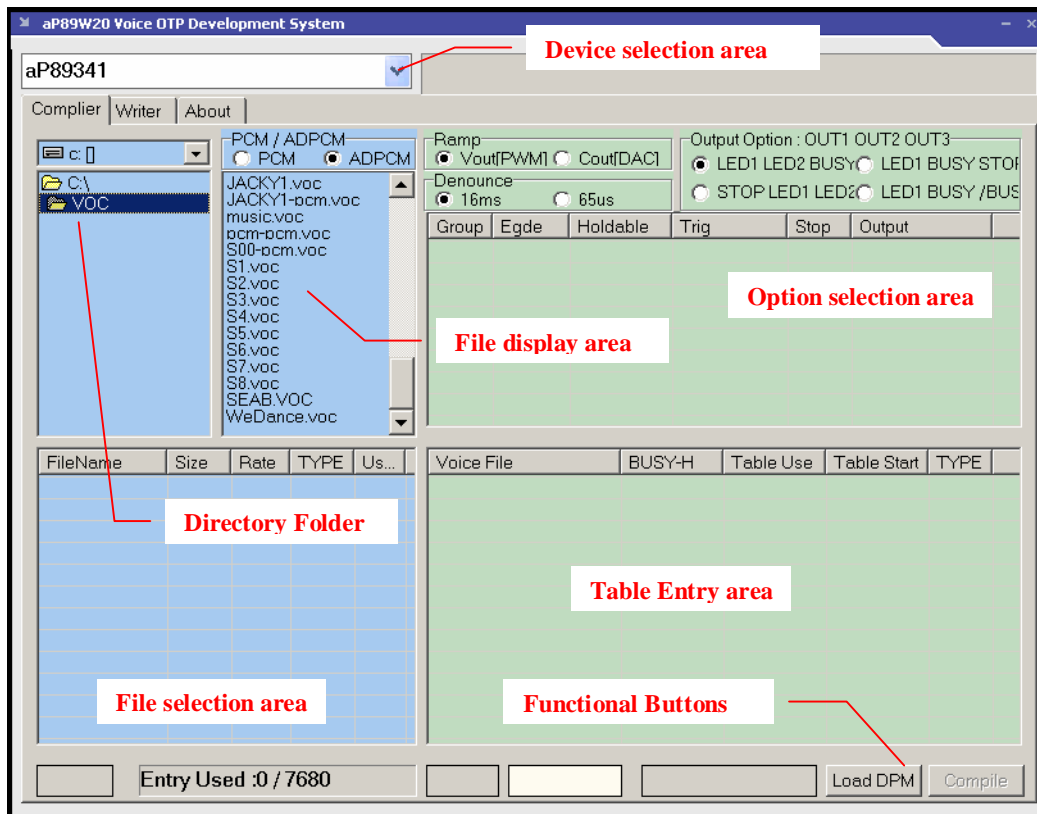 aP89W20 Voice OTP Development System
Device selection area
aP89341
Complier Writer About
c: []
C:\
VOC
PCM / ADPCM
PCM ADPCM
JACKY1.voc
JACKY1-pcm.voc
music.voc
pcm-pcm.voc
S00-pcm.voc
S1.voc
S2.voc
S3.voc
S4.voc
S5.voc
S6.voc
S7.voc
S8.voc
SEAB.VOC
WeDance.voc
Ramp
Vout[PWM] Cout[DAC]
Denounce
16ms 65us
Output Option : OUT1 OUT2 OUT3
LED1 LED2 BUSY LED1 BUSY STOP
STOP LED1 LED2 LED1 BUSY /BUS
Group Egde Holdable Trig Stop Output
Option selection area
File display area
FileName Size Rate TYPE Us...
Directory Folder
File selection area
Voice File BUSY-H Table Use Table Start TYPE
Table Entry area
Functional Buttons
Entry Used :0 / 7680
Load DPM Compile